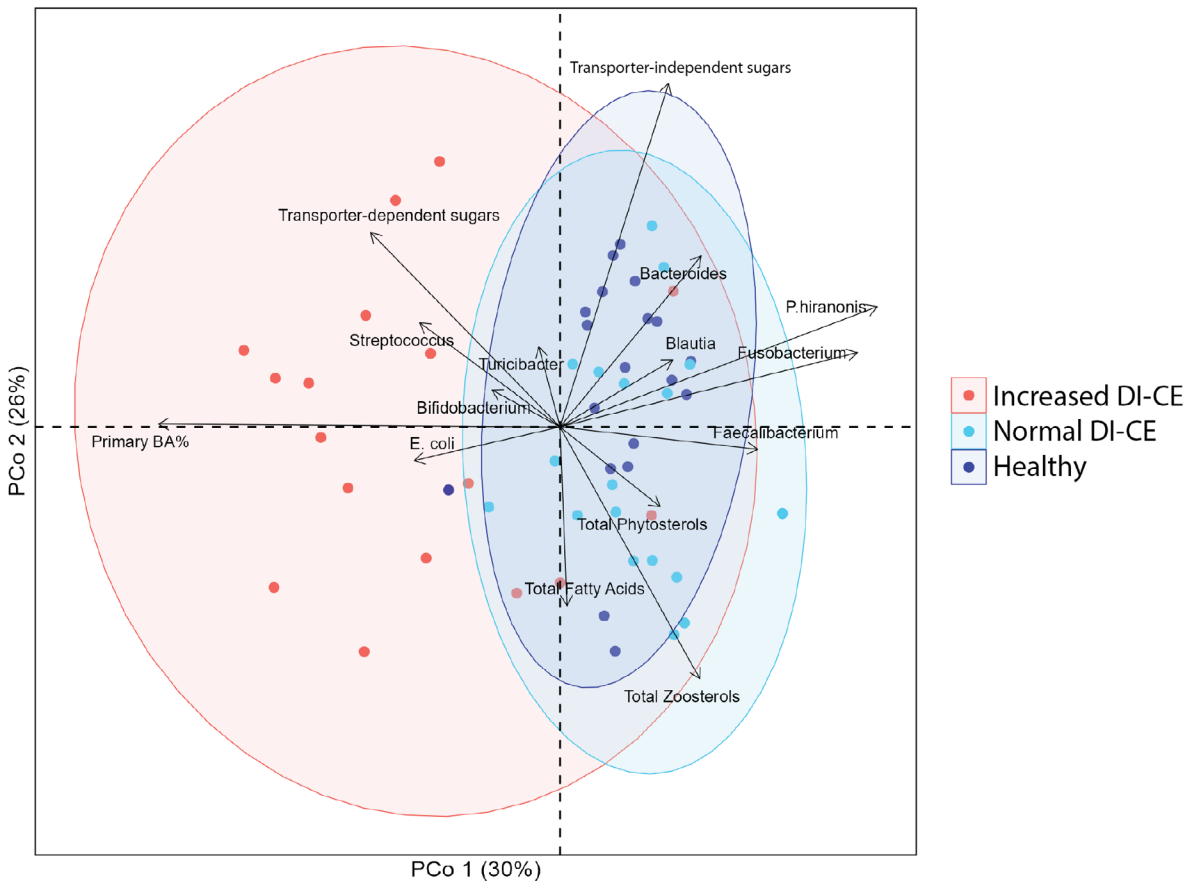 Transporter-independent sugars
Transporter-dependent sugars
Bacteroides
P.hiranonis
Streptococcus
Blautia
Fusobacterium
Turicibacter
Bifidobacterium
Primary BA%
E. coli
Faecalibacterium
Total Phytosterols
Total Fatty Acids
Total Zoosterols
PCo 2 (26%)
PCo 1 (30%)
Increased DI-CE
Normal DI-CE
Healthy